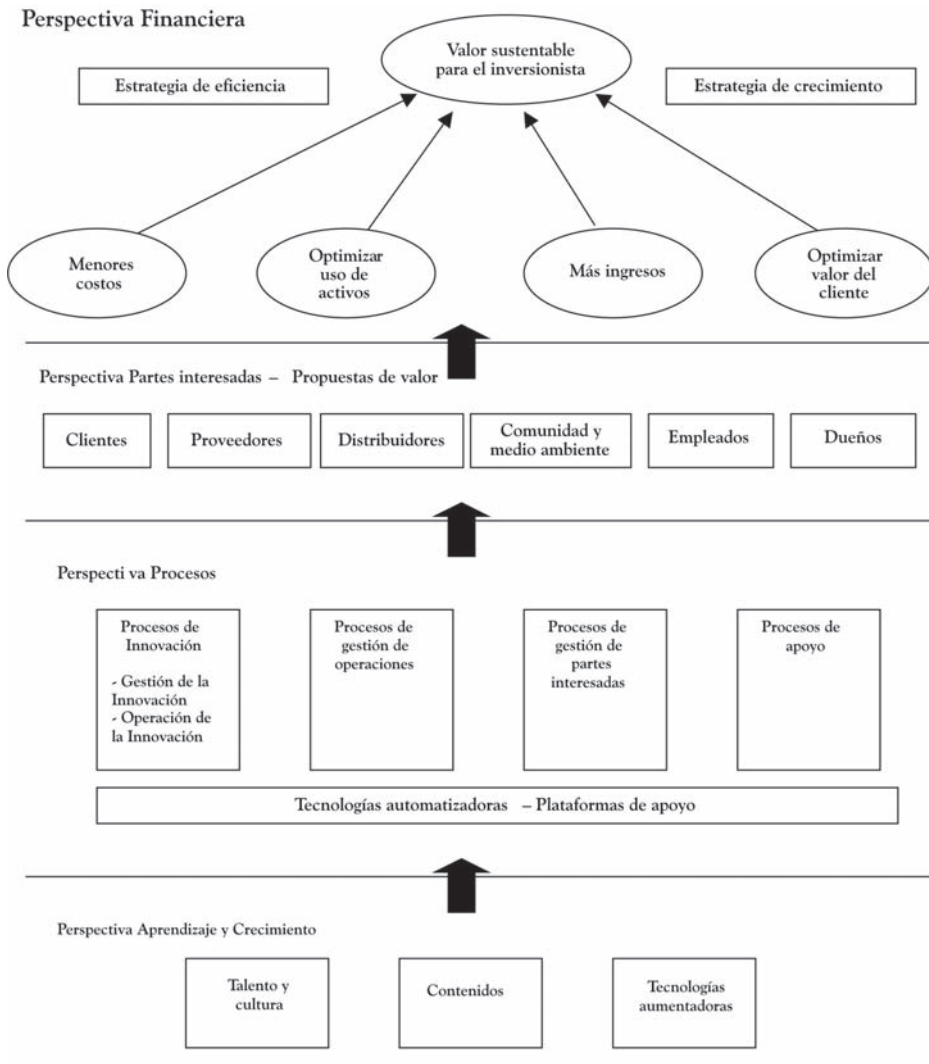 Perspectiva Financiera
Valor sustentable
para el inversionista
Estrategia de eficiencia
Estrategia de crecimiento
Menores
costos
Optimizar
uso de
activos
Más ingresos
Optimizar
valor del
cliente
Perspectiva Partes interesadas – Propuestas de valor
Clientes
Proveedores
Distribuidores
Comunidad y
medio ambiente
Empleados
Dueños
Perspecti va Procesos
Procesos de
Innovación
- Gestión de la
Innovación
- Operación de
la Innovación
Procesos de
gestión de
operaciones
Procesos de
gestión de
partes
interesadas
Procesos de
apoyo
Tecnologías automatizadoras – Plataformas de apoyo
Perspectiva Aprendizaje y Crecimiento
Talento y
cultura
Contenidos
Tecnologías
aumentadoras